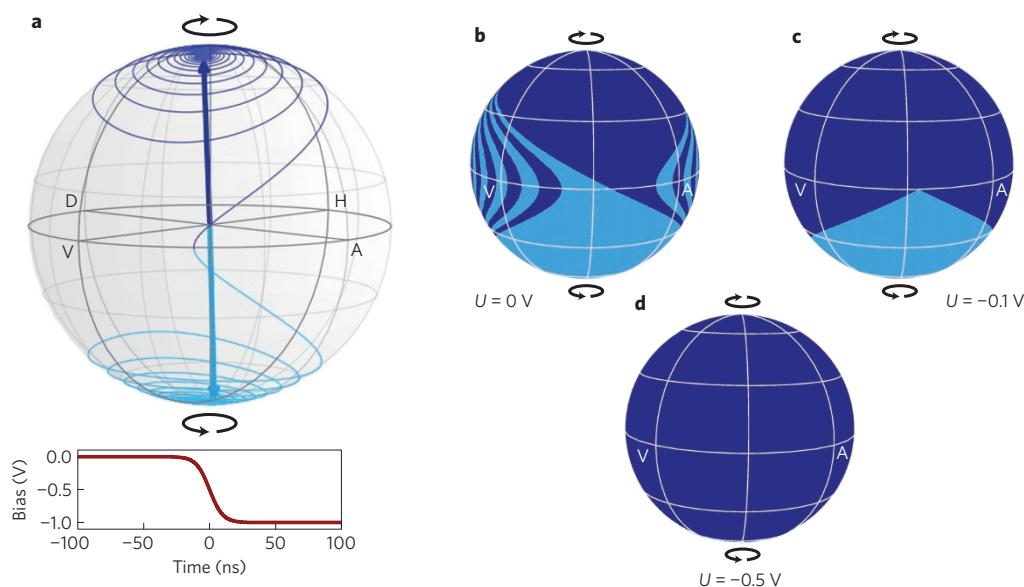 a
D
H
V
A
Bias (V)
0.0
−0.5
−1.0
−100
−50
0
50
100
Time (ns)
b
V
A
U = 0 V
c
V
A
U = −0.1 V
d
V
A
U = −0.5 V